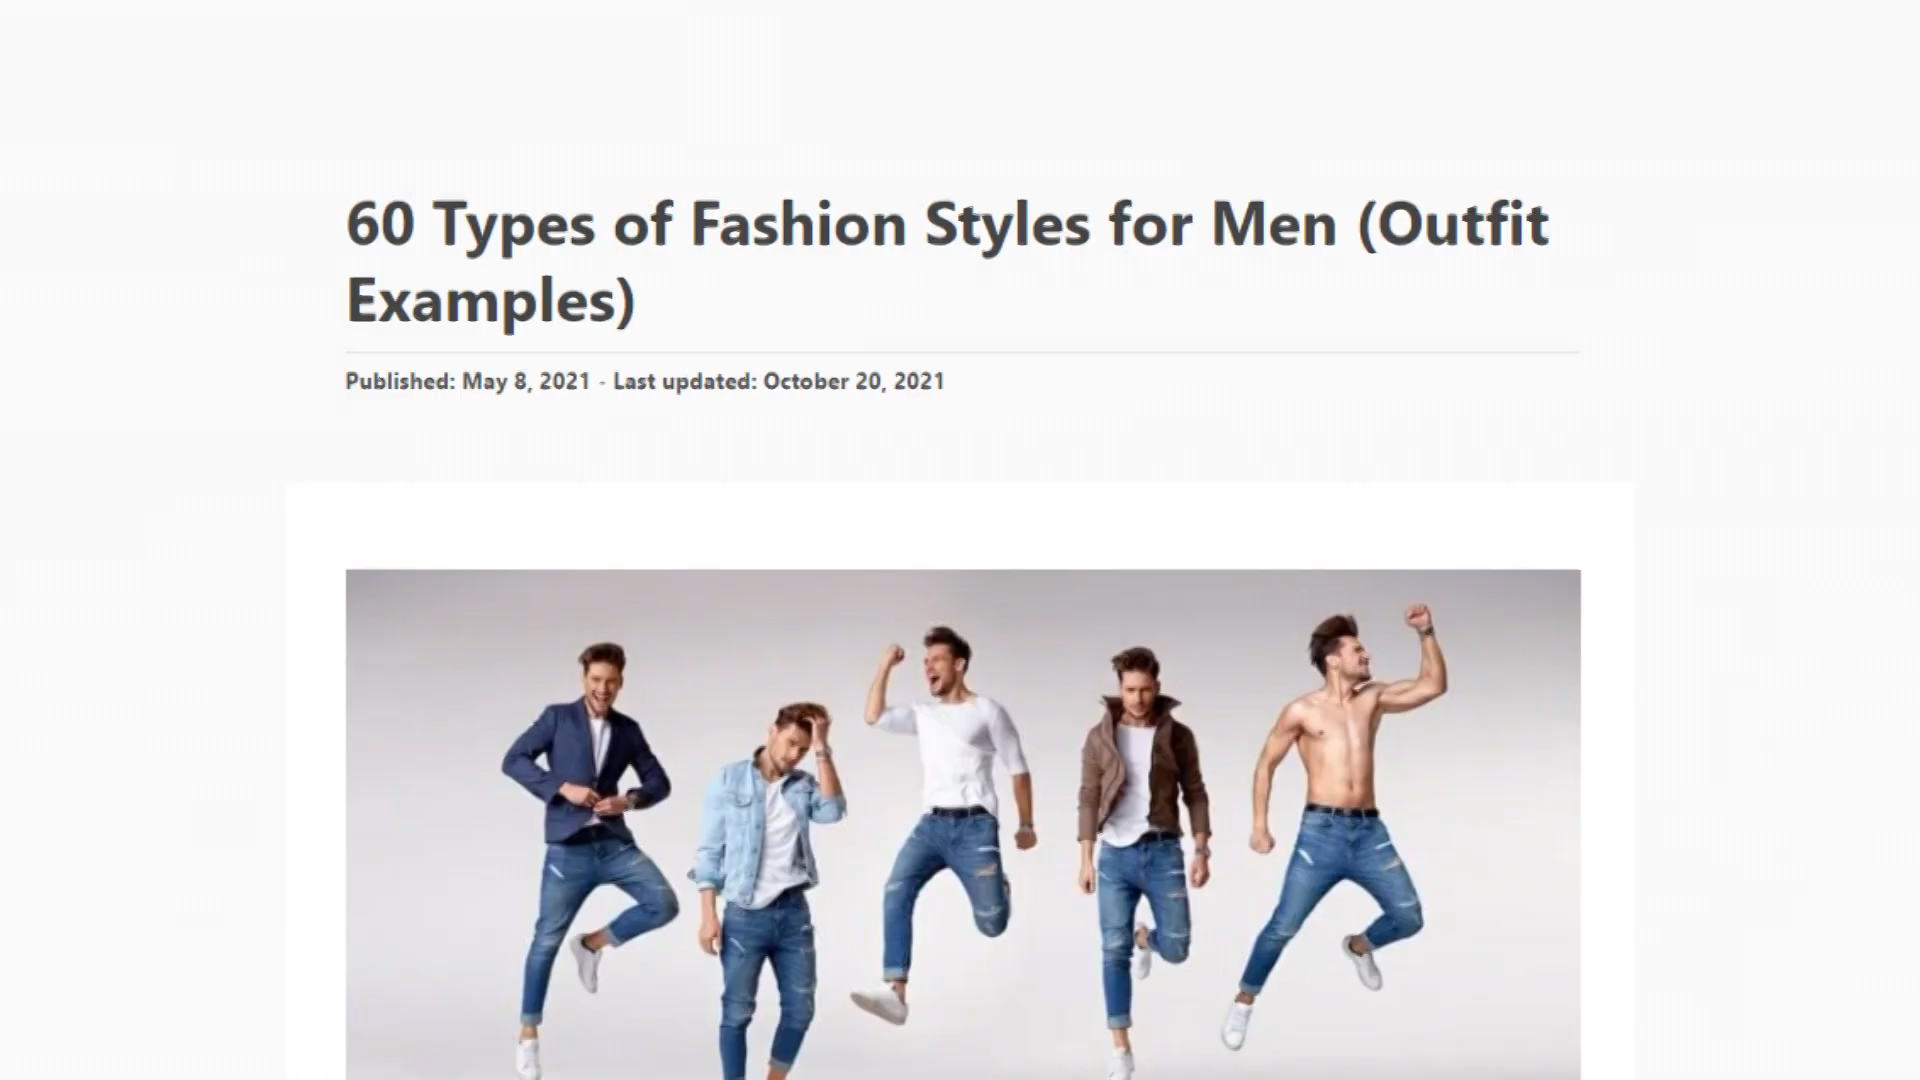 60 Types of Fashion Styles for Men (Outfit
Examples)
Published: May 8, 2021 - Last updated: October 20, 2021